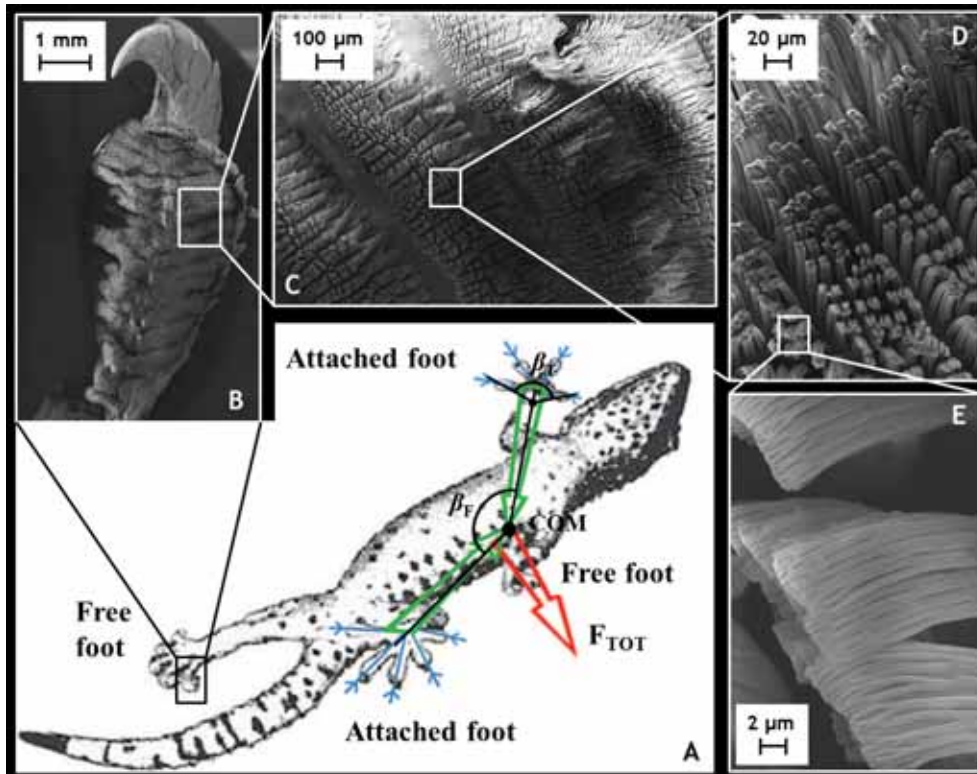 1 mm
B
100 µm
C
20 µm
D
Attached foot
β
β_F
COM
Free foot
F_TOT
Free
foot
Attached foot
A
E
2 µm